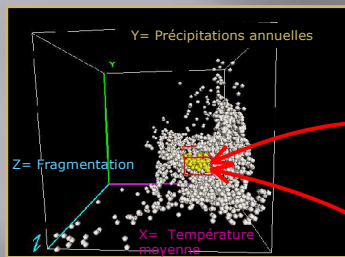 Y= Précipitations annuelles
Y
Z= Fragmentation
Z
X= Température
moyenne